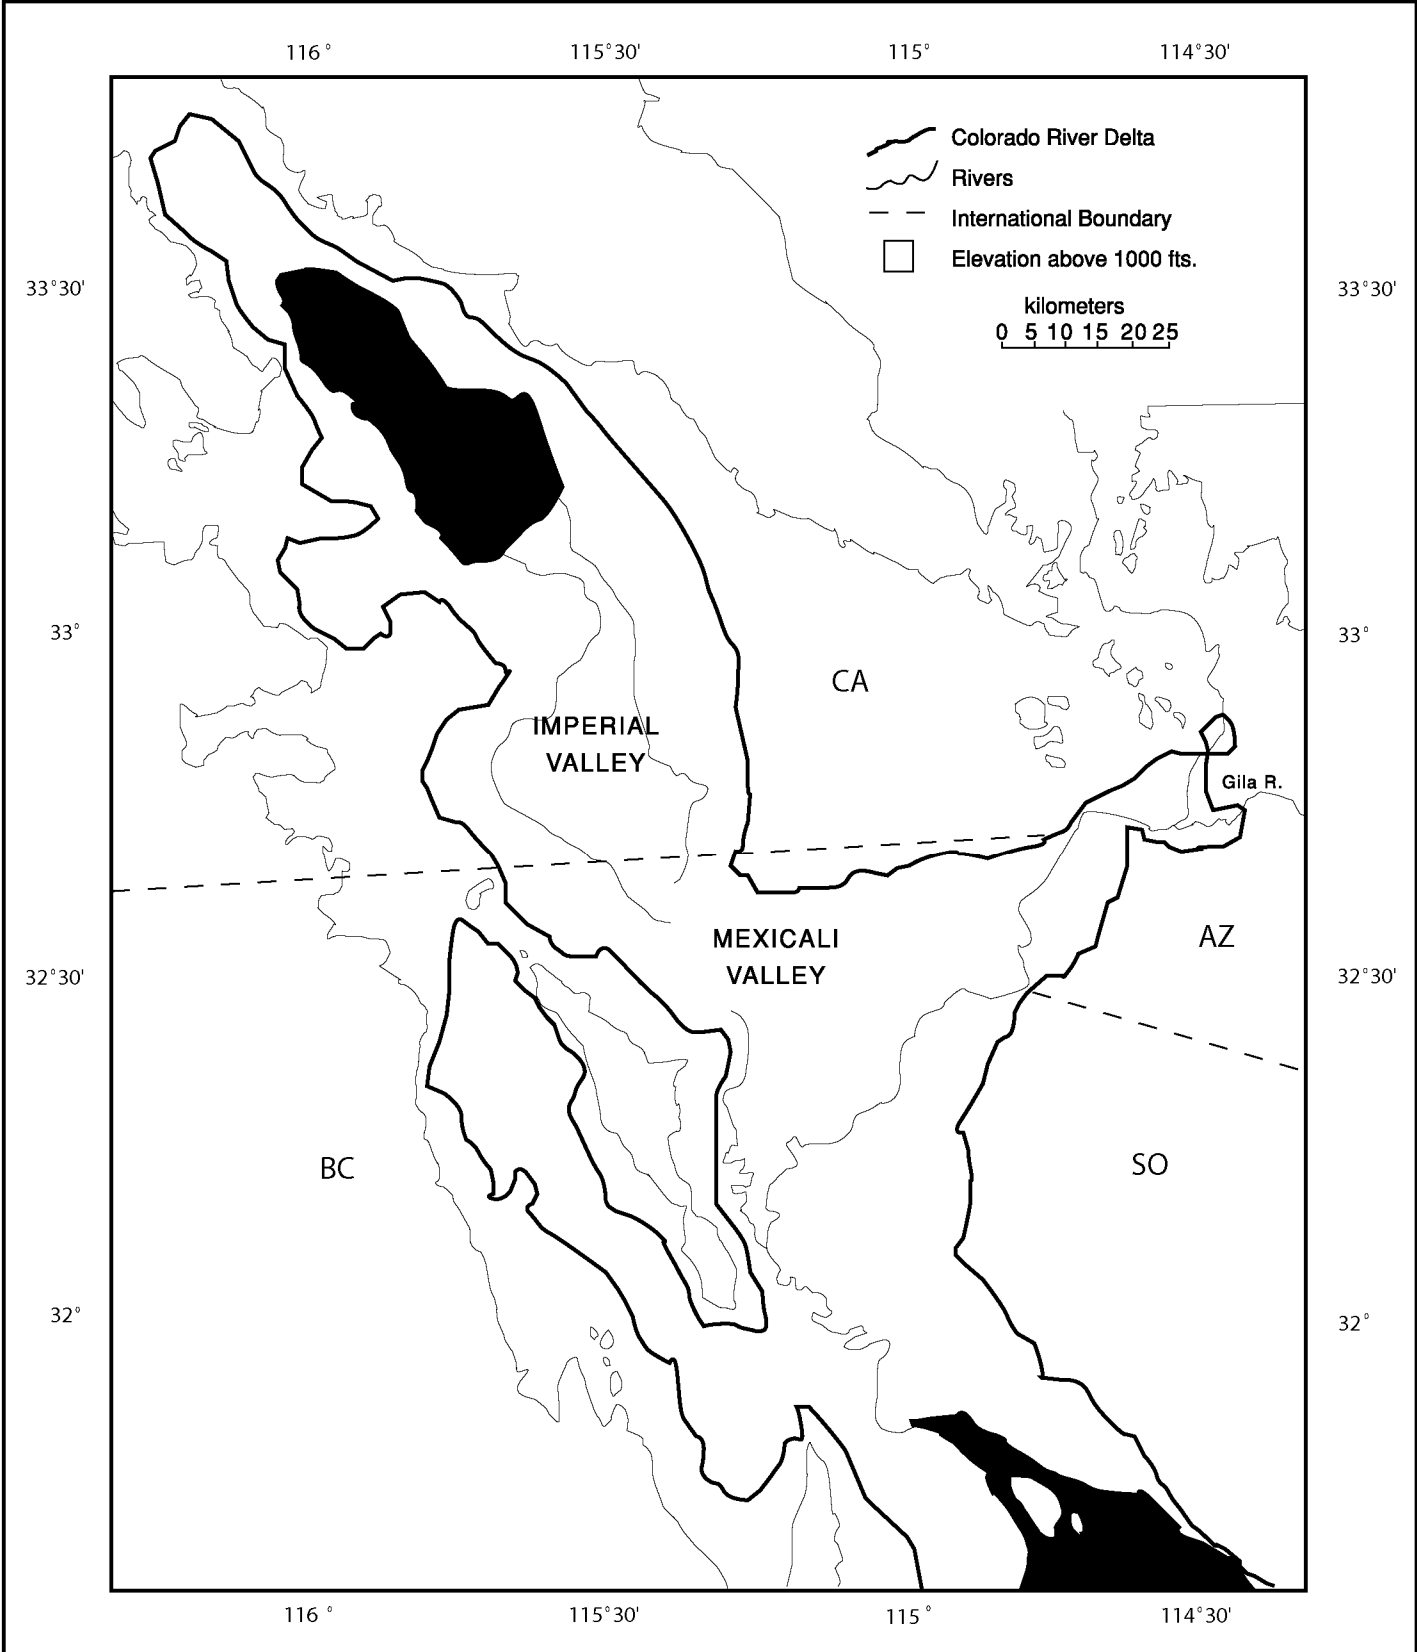 116°
115°30'
115°
114°30'
Colorado River Delta
Rivers
International Boundary
Elevation above 1000 fts.
kilometers
0 5 10 15 20 25
33°30'
33°30'
33°
33°
CA
IMPERIAL
VALLEY
Gila R.
MEXICALI
VALLEY
AZ
32°30'
32°30'
BC
SO
32°
32°
116°
115°30'
115°
114°30'